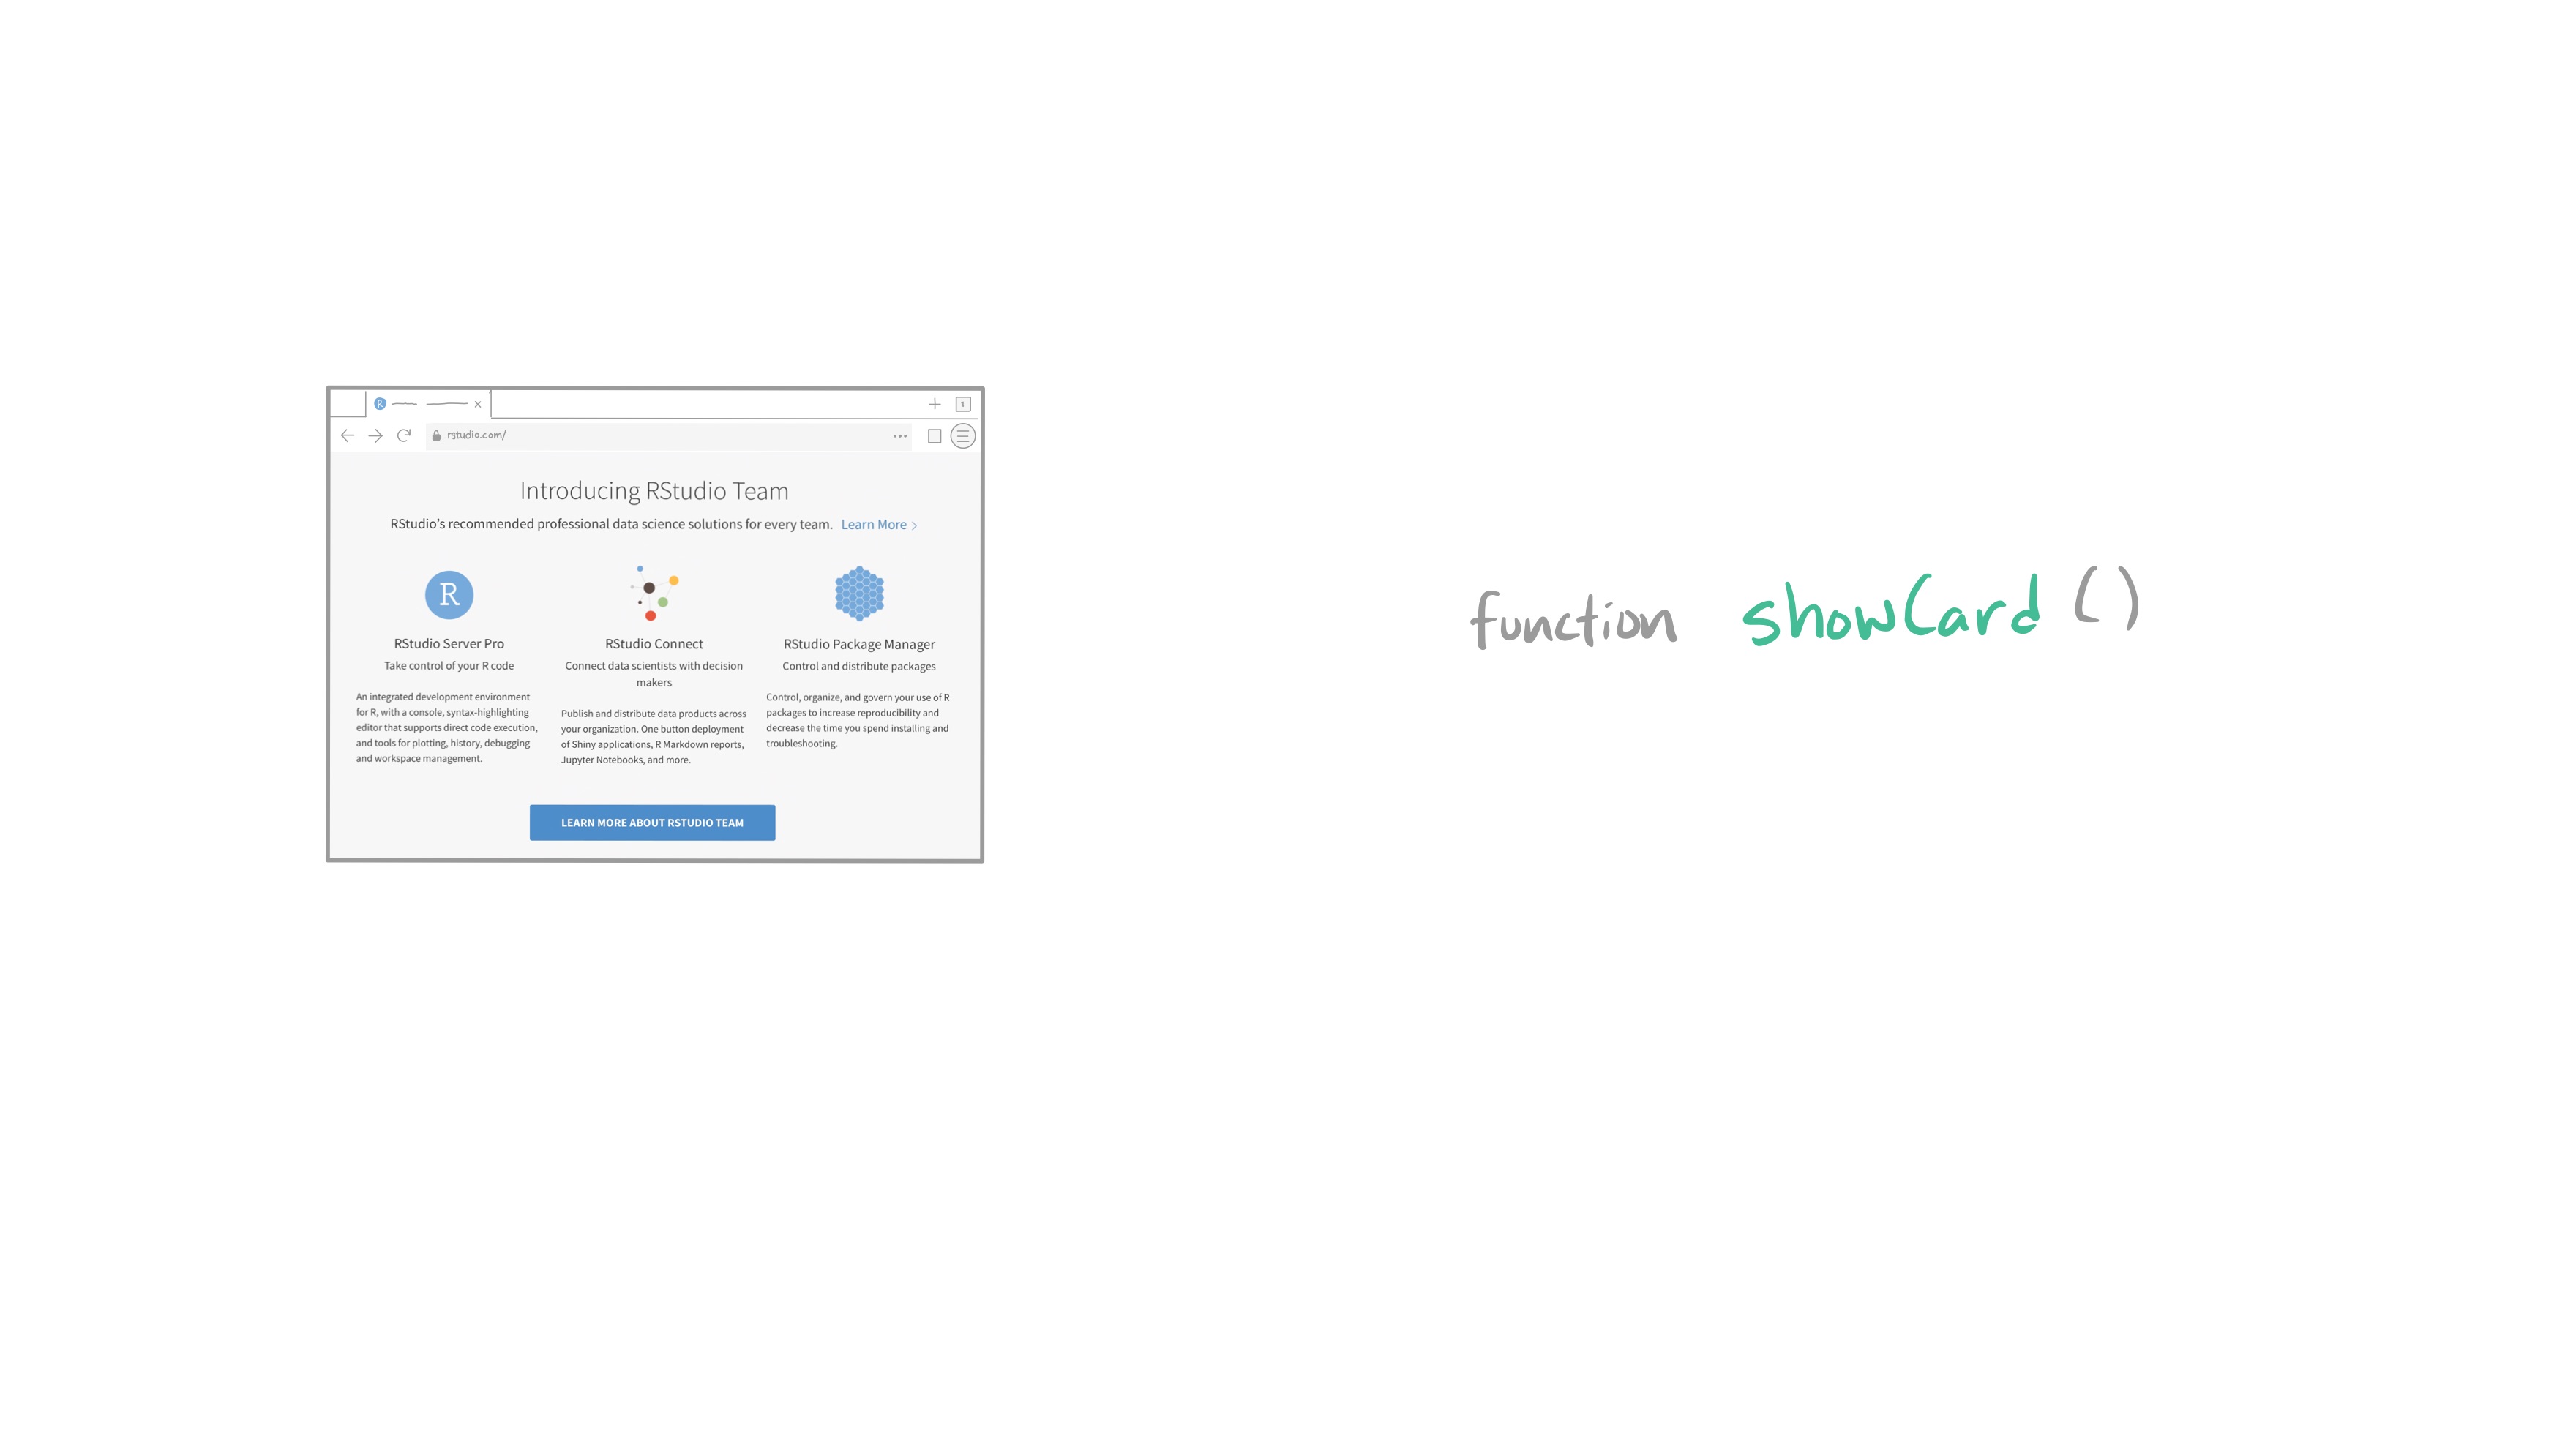 R
1
rstudio.com/
Introducing RStudio Team
RStudio's recommended professional data science solutions for every team. Learn More >
R
RStudio Server Pro
Take control of your R code
An integrated development environment
for R, with a console, syntax-highlighting
editor that supports direct code execution,
and tools for plotting, history, debugging
and workspace management.
RStudio Connect
Connect data scientists with decision
makers
Publish and distribute data products across
your organization. One button deployment
of Shiny applications, R Markdown reports,
Jupyter Notebooks, and more.
RStudio Package Manager
Control and distribute packages
Control, organize, and govern your use of R
packages to increase reproducibility and
decrease the time you spend installing and
troubleshooting.
LEARN MORE ABOUT RSTUDIO TEAM
function showCard ()